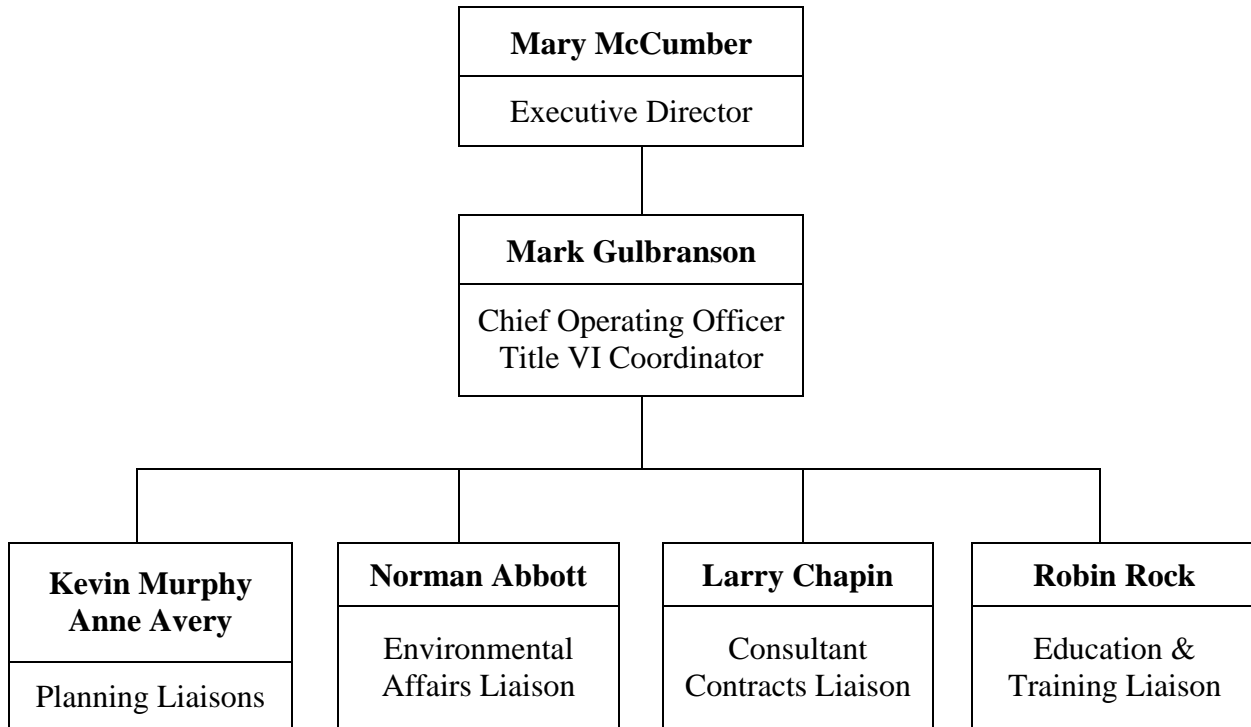 Mary McCumber
Executive Director
Mark Gulbranson
Chief Operating Officer
Title VI Coordinator
Kevin Murphy
Anne Avery
Planning Liaisons
Norman Abbott
Environmental
Affairs Liaison
Larry Chapin
Consultant
Contracts Liaison
Robin Rock
Education &
Training Liaison